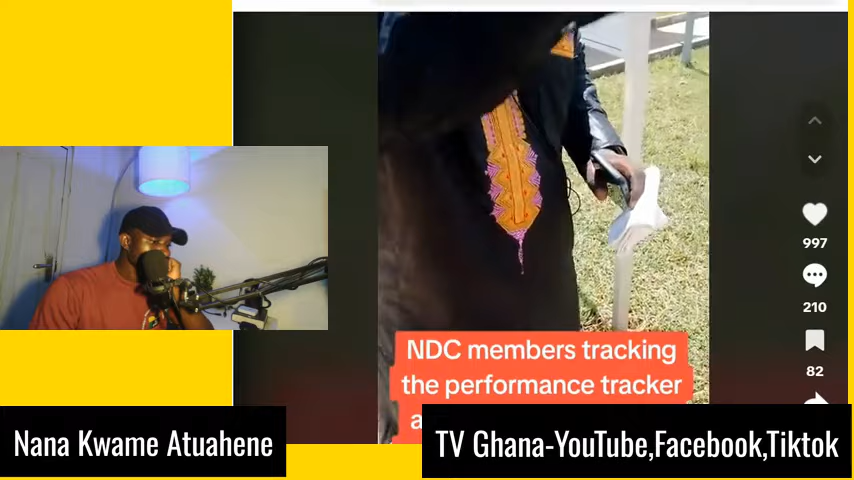 997
210
82
NDC members tracking
the performance tracker
a
Nana Kwame Atuahene
TV Ghana-YouTube,Facebook,Tiktok